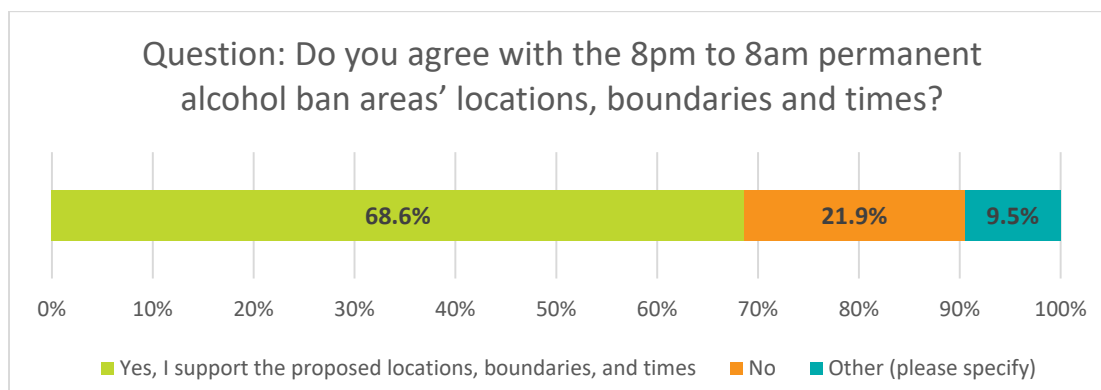 Question: Do you agree with the 8pm to 8am permanent
alcohol ban areas’ locations, boundaries and times?
68.6% 21.9% 9.5%
0% 10% 20% 30% 40% 50% 60% 70% 80% 90% 100%
Yes, I support the proposed locations, boundaries, and times No Other (please specify)